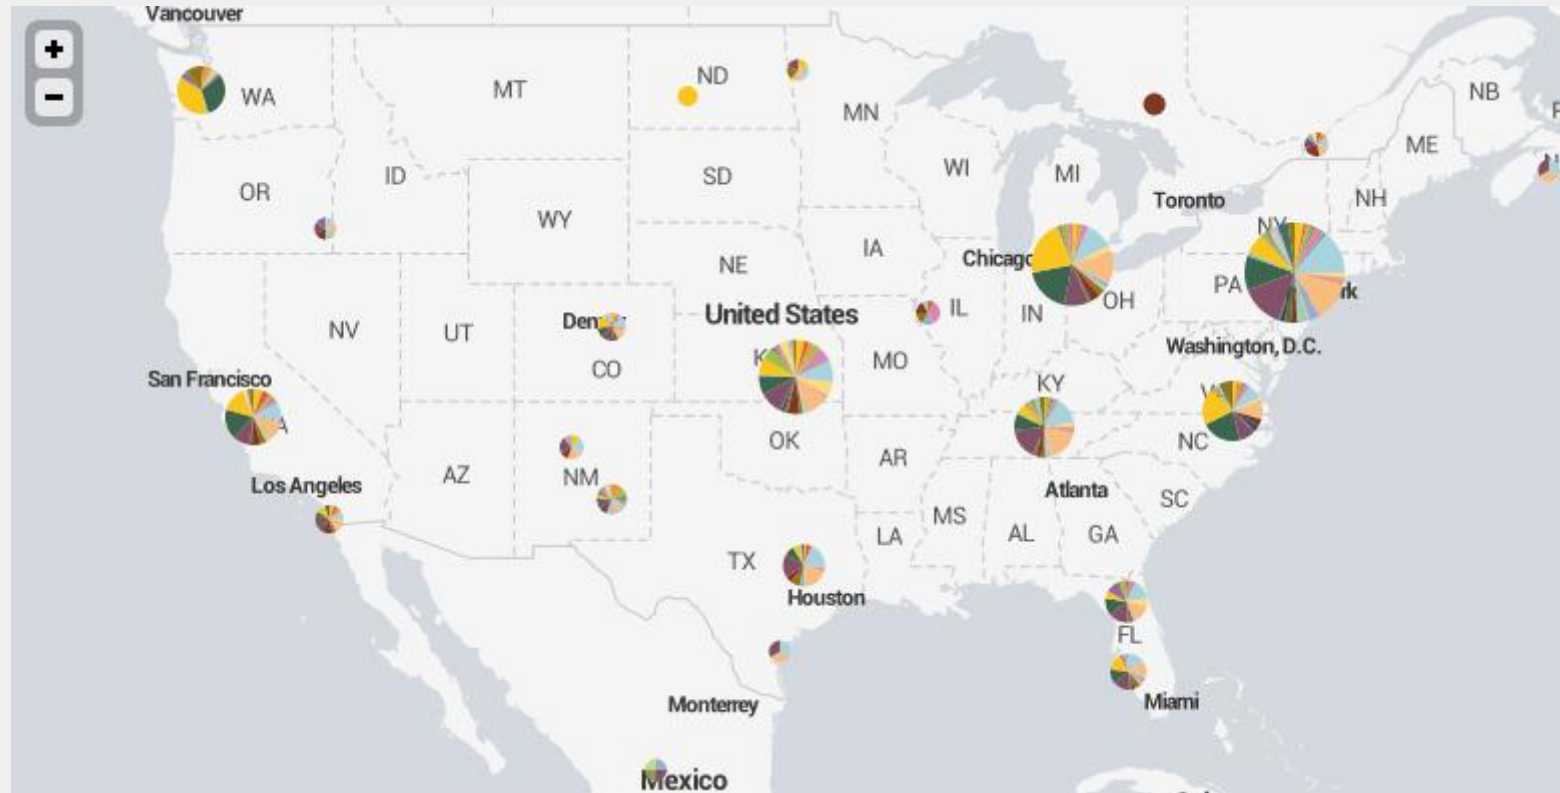 Vancouver
+
−
WA
MT
ND
MN
NB
ME
OR
ID
SD
WI
MI
NH
Toronto
WY
NY
IA
Chicago
NE
PA
IL
OH
IN
United States
NV
UT
CO
MO
Washington, D.C.
San Francisco
KY
OK
NC
AR
AZ
NM
Los Angeles
Atlanta
SC
MS
AL
GA
LA
TX
Houston
FL
Miami
Monterrey
Mexico